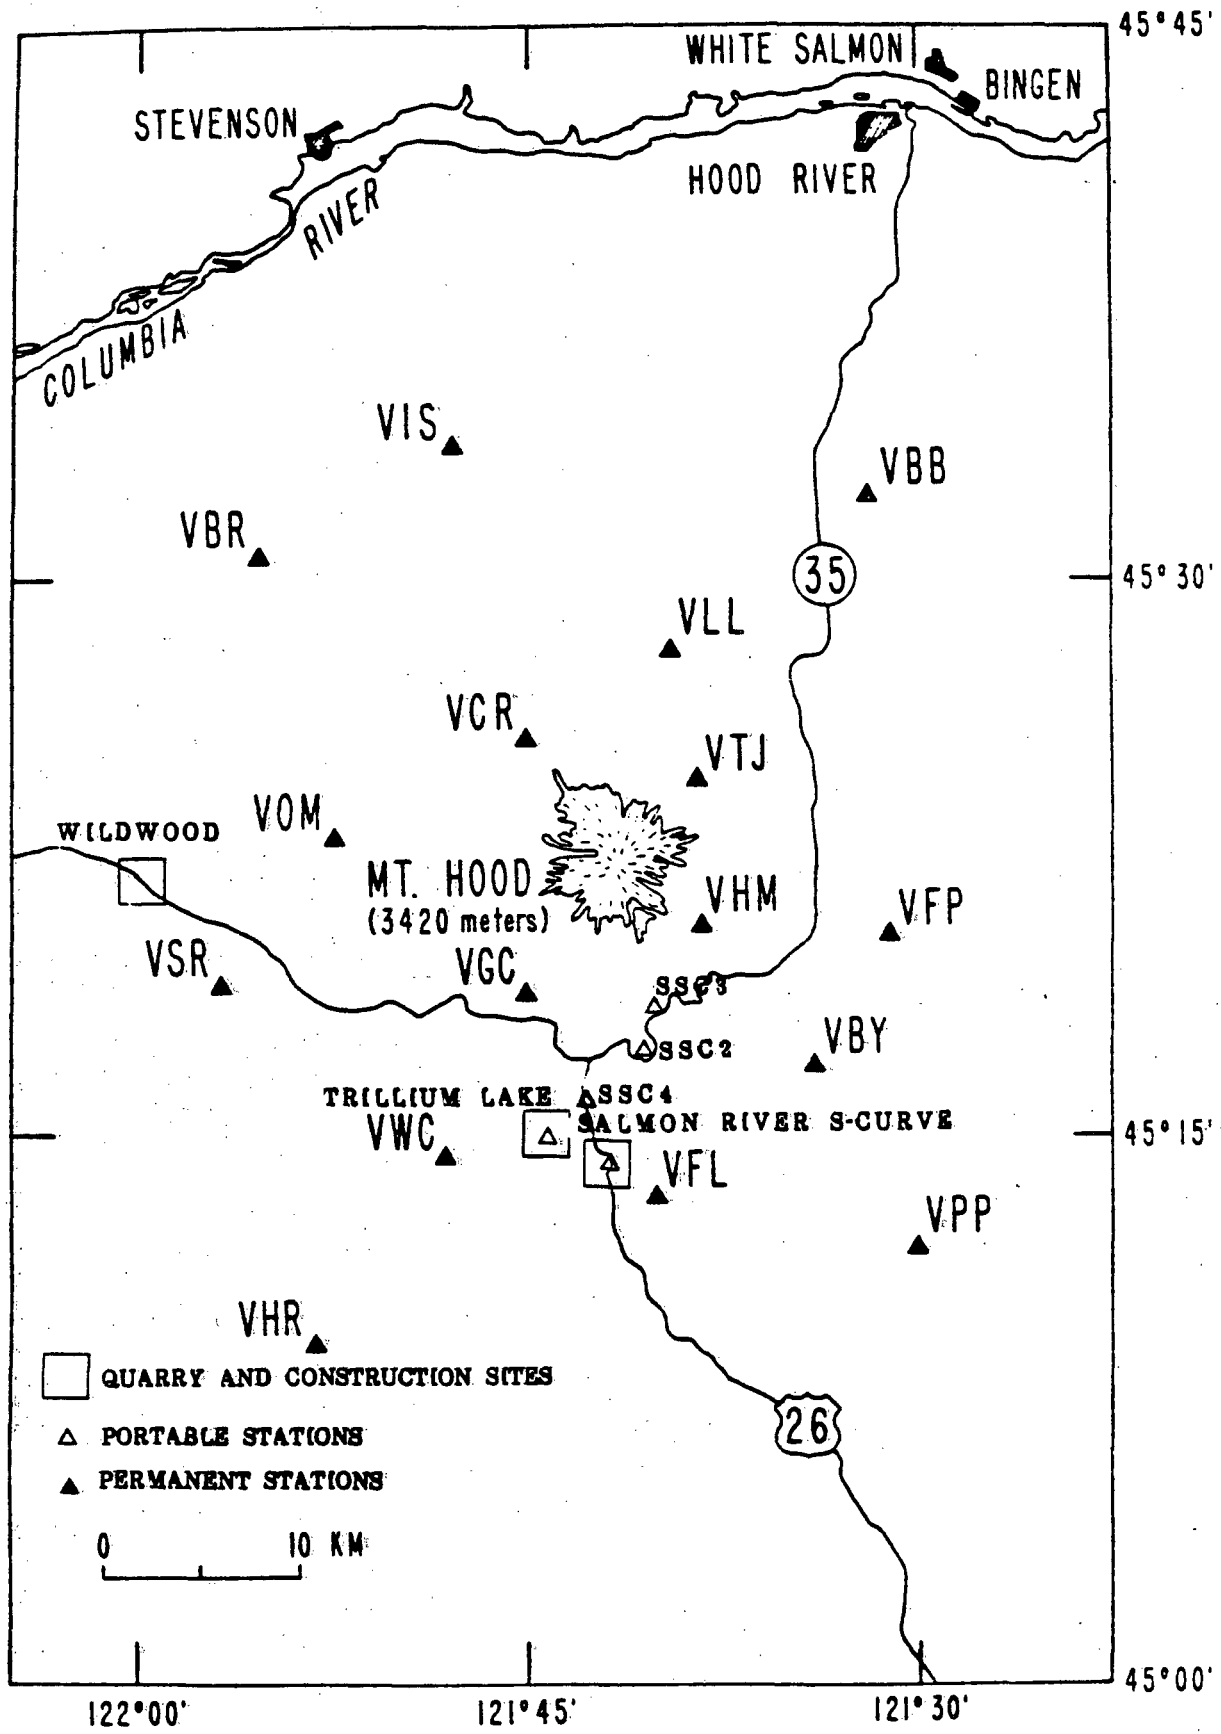 45°45'
WHITE SALMON
BINGEN
STEVENSON
HOOD RIVER
COLUMBIA RIVER
VIS
VBB
VBR
35
45°30'
VLL
VCR
VTJ
VOM
WILDWOOD
MT. HOOD
(3420 meters)
VHM
VFP
VSR
VGC
SSC3
VBY
SSC2
TRILLIUM LAKE
SSC4
SALMON RIVER S-CURVE
VWC
45°15'
VFL
VPP
VHR
QUARRY AND CONSTRUCTION SITES
PORTABLE STATIONS
26
PERMANENT STATIONS
0 10 KM
45°00'
122°00' 121°45' 121°30'